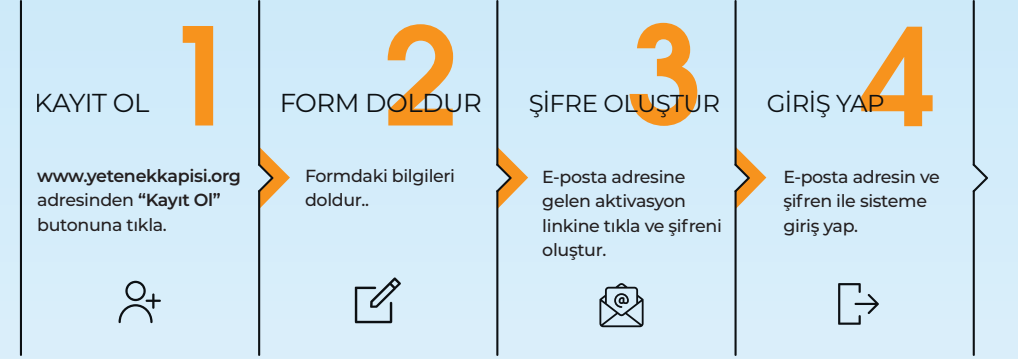 1
KAYIT OL
www.yetenekkapisi.org
adresinden “Kayıt Ol”
butonuna tıkla.
2
FORM DOLDUR
Formdaki bilgileri
doldur..
3
ŞİFRE OLUŞTUR
E-posta adresine
gelen aktivasyon
linkine tıkla ve şifreni
oluştur.
@
4
GİRİŞ YAP
E-posta adresin ve
şifren ile sisteme
giriş yap.